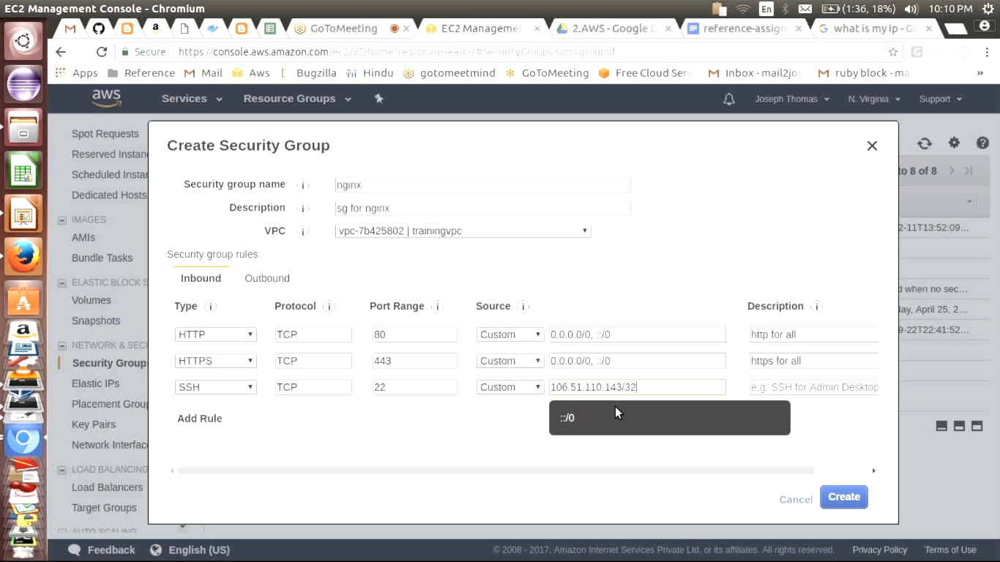 EC2 Management Console - Chromium
En (1:36, 18%) 10:10 PM
GoToMeeting EC2 Manageme 2.AWS - Google D reference-assign what is my ip - Go
Secure https://console.aws.amazon.com/ec2/v2/home?region=us-east-1#SecurityGroups:sort=groupId
Apps Reference Mail Aws Bugzilla Hindu gotomeetmind GoToMeeting Free Cloud Serv Inbox - mail2jo ruby block - ma »
aws Services Resource Groups Joseph Thomas N. Virginia Support
Spot Requests
Reserved Instan
Scheduled Instan
Dedicated Hosts
IMAGES
AMIs
Bundle Tasks
ELASTIC BLOCK S
Volumes
Snapshots
NETWORK & SECU
Security Groups
Elastic IPs
Placement Group
Key Pairs
Network Interfac
LOAD BALANCING
Load Balancers
Target Groups
AUTO SCALING
Create Security Group
Security group name i nginx
Description i sg for nginx
VPC i vpc-7b425802 | trainingvpc
Security group rules:
Inbound Outbound
Type i Protocol i Port Range i Source i Description i
HTTP TCP 80 Custom 0.0.0.0/0, ::/0 http for all
HTTPS TCP 443 Custom 0.0.0.0/0, ::/0 https for all
SSH TCP 22 Custom 106.51.110.143/32 e.g. SSH for Admin Desktop
::/0
Add Rule
Cancel Create
to 8 of 8
2-11T13:52:09...
d when no sec...
lay, April 25, 2...
9-22T22:41:52...
Feedback English (US) © 2008 - 2017, Amazon Internet Services Private Ltd. or its affiliates. All rights reserved. Privacy Policy Terms of Use